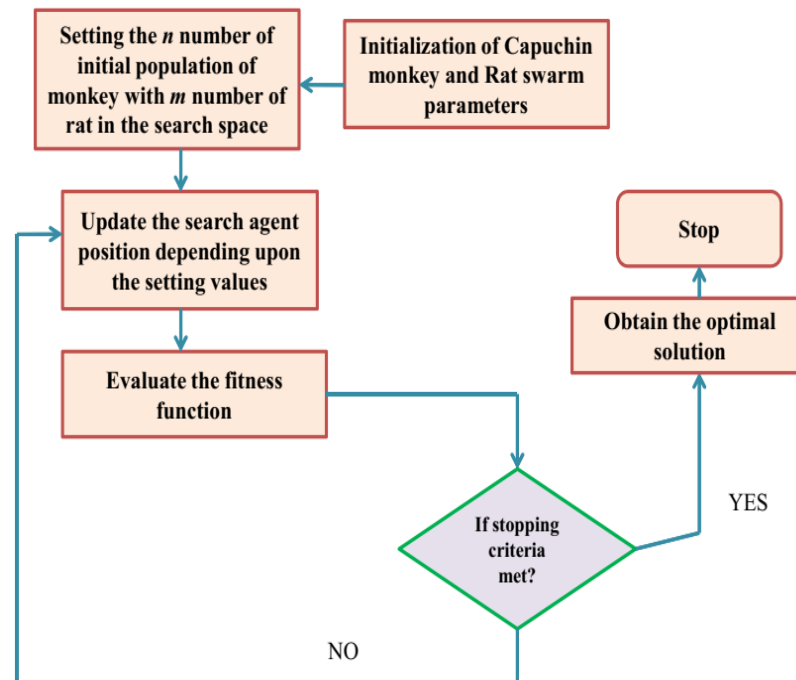 Setting the n number of
initial population of
monkey with m number of
rat in the search space
Initialization of Capuchin
monkey and Rat swarm
parameters
Update the search agent
position depending upon
the setting values
Stop
Obtain the optimal
solution
Evaluate the fitness
function
If stopping
criteria
met?
YES
NO